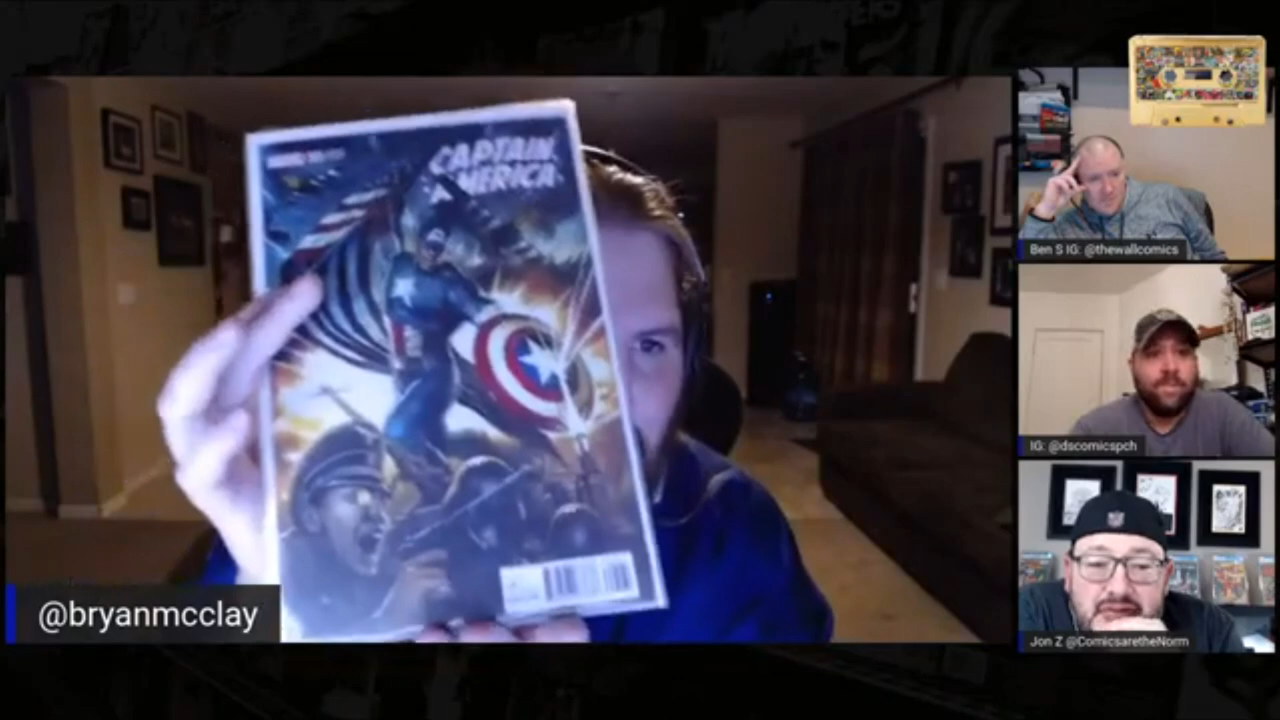 CAPTAIN
AMERICA
@bryanmcclay
Ben S IG: @thewallcomics
IG: @dscomicspch
Jon Z @ComicsaretheNorm